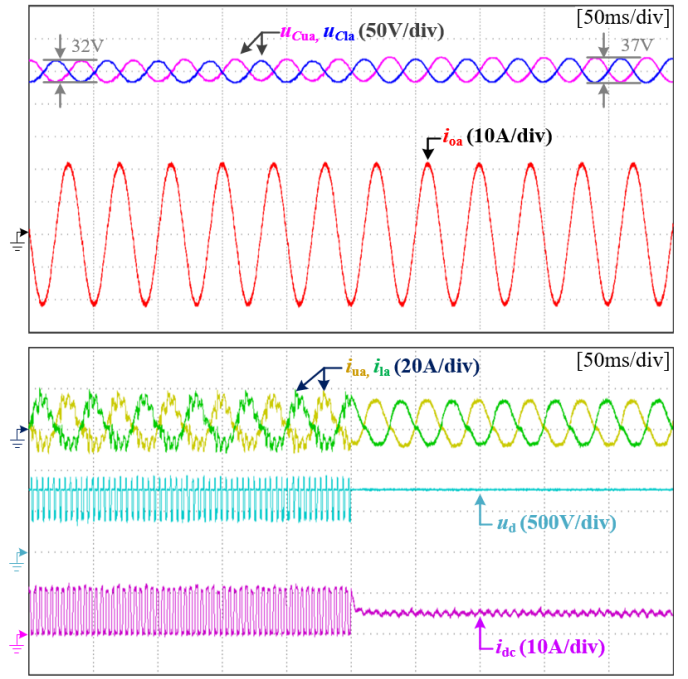 [50ms/div]
uCua, uCla (50V/div)
32V
37V
ioa (10A/div)
[50ms/div]
iua, ila (20A/div)
ud (500V/div)
idc (10A/div)